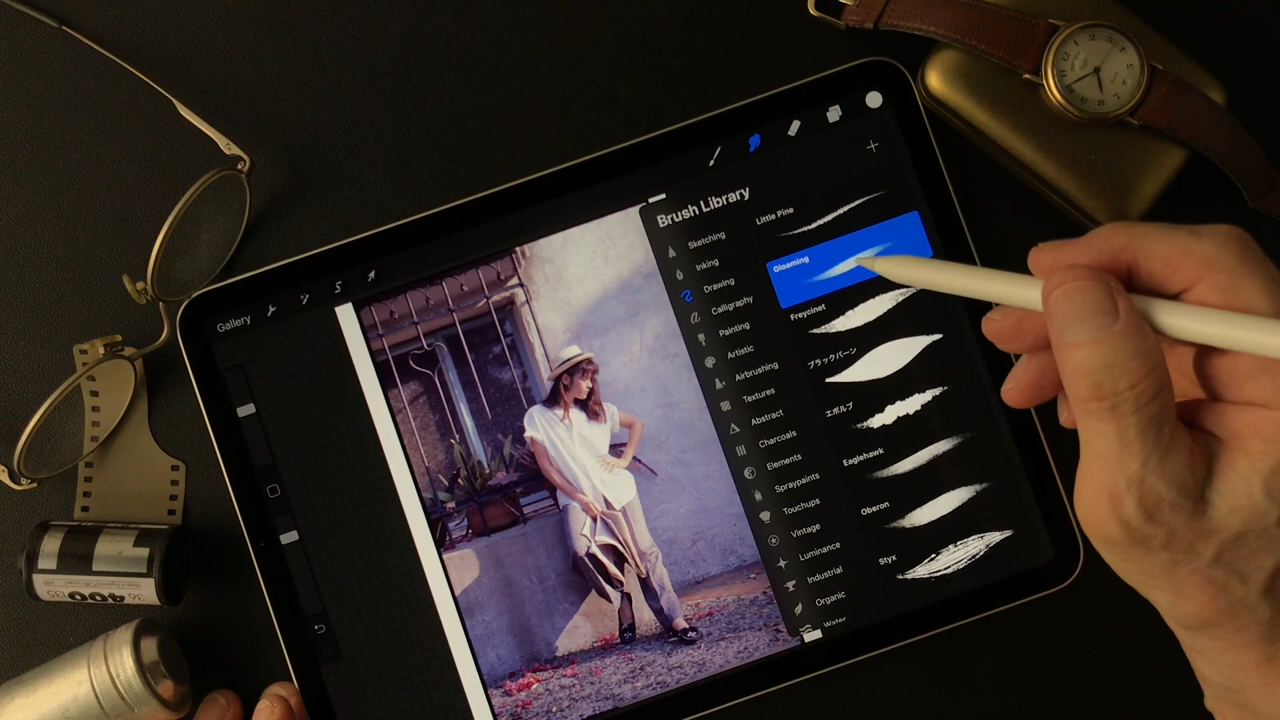 Gallery
Brush Library
Sketching
Inking
Drawing
Calligraphy
Painting
Artistic
Airbrushing
Textures
Abstract
Charcoals
Elements
Spraypaints
Touchups
Vintage
Luminance
Industrial
Organic
Water
Little Pine
Gloaming
Freycinet
ブラックバーン
エボルブ
Eaglehawk
Oberon
Styx
400
135
36